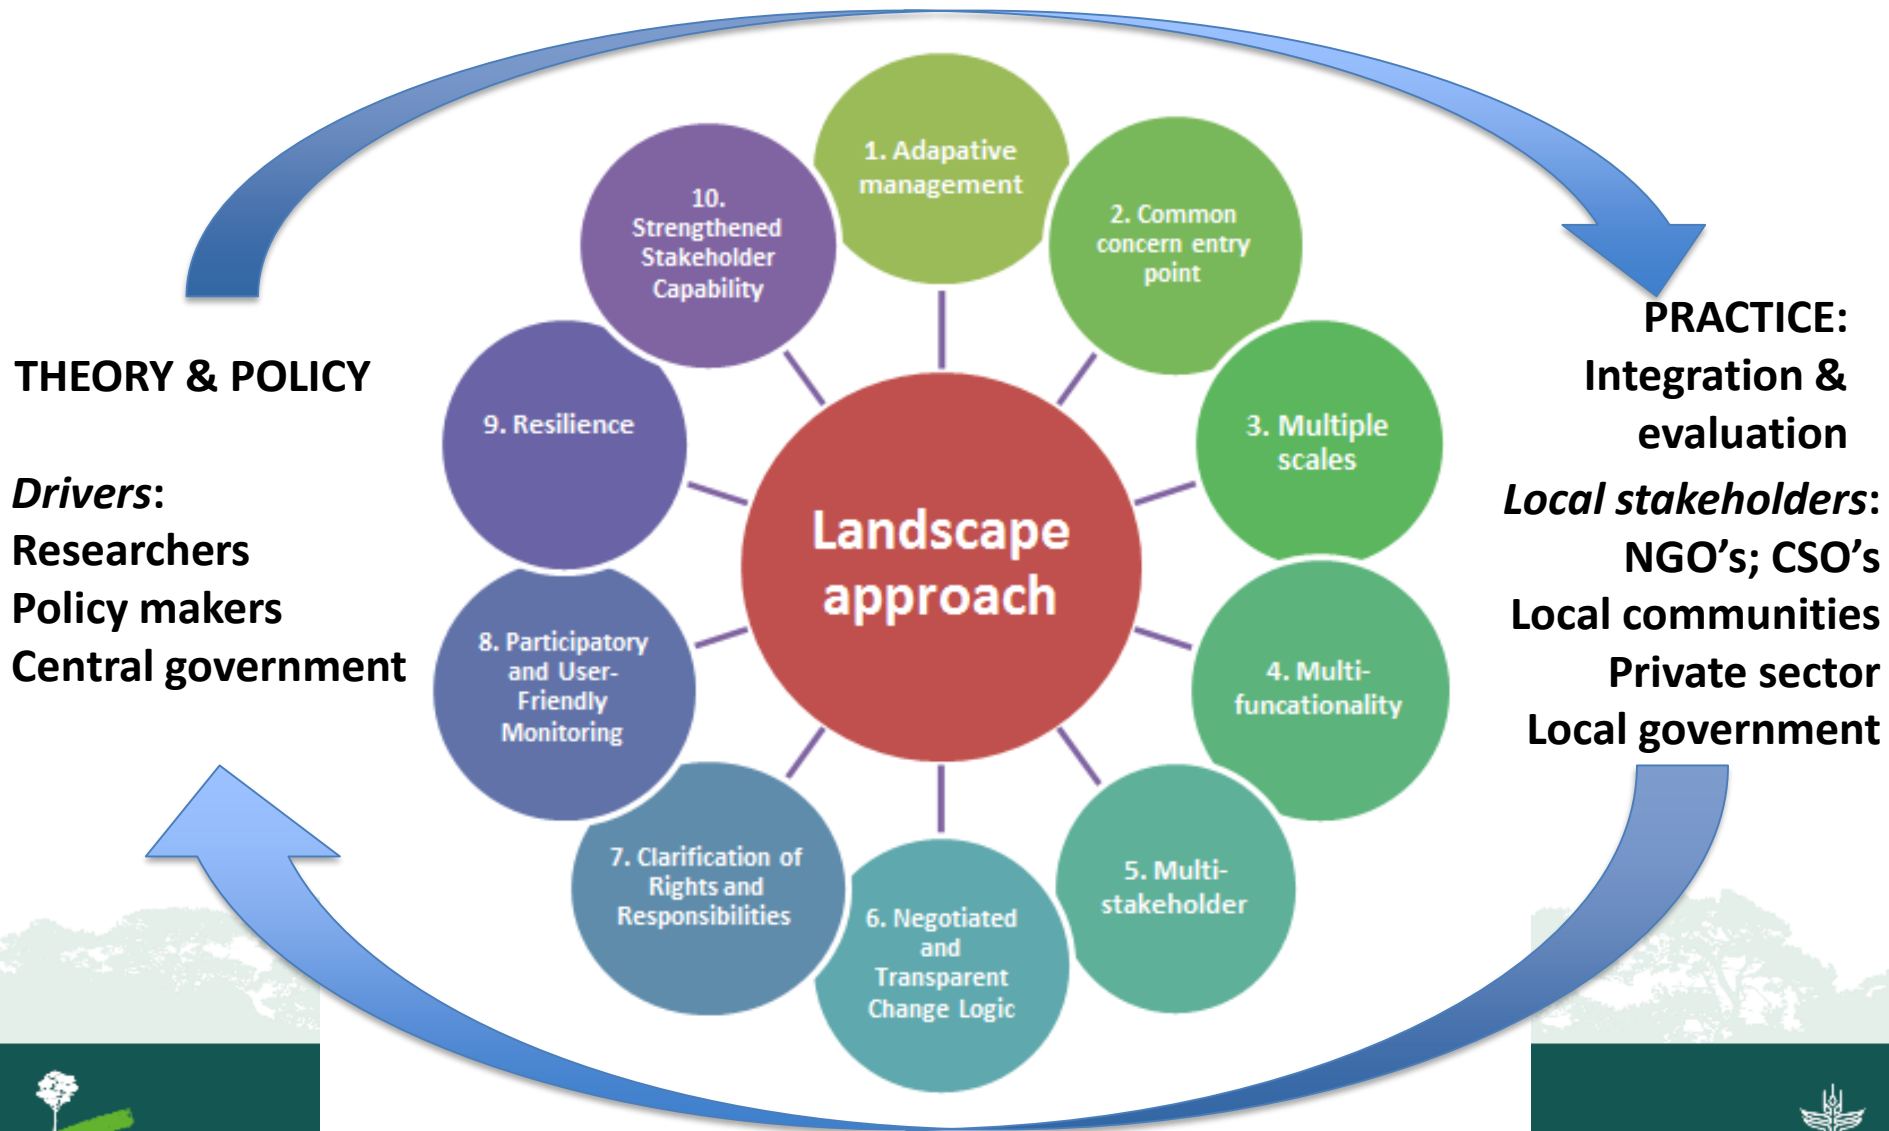 THEORY & POLICY
Drivers:
Researchers
Policy makers
Central government
Landscape
approach
1. Adapative
management
2. Common
concern entry
point
3. Multiple
scales
4. Multi-
funcationality
5. Multi-
stakeholder
6. Negotiated
and
Transparent
Change Logic
7. Clarification of
Rights and
Responsibilities
8. Participatory
and User-
Friendly
Monitoring
9. Resilience
10.
Strengthened
Stakeholder
Capability
PRACTICE:
Integration &
evaluation
Local stakeholders:
NGO’s; CSO’s
Local communities
Private sector
Local government